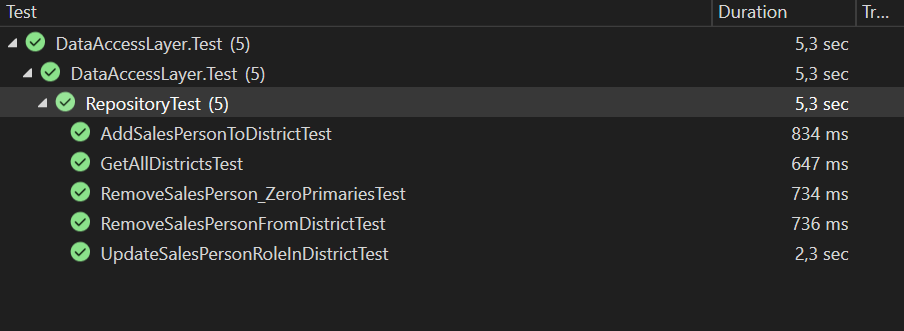 Test Duration Tr...
DataAccessLayer.Test (5) 5,3 sec
DataAccessLayer.Test (5) 5,3 sec
RepositoryTest (5) 5,3 sec
AddSalesPersonToDistrictTest 834 ms
GetAllDistrictsTest 647 ms
RemoveSalesPerson_ZeroPrimariesTest 734 ms
RemoveSalesPersonFromDistrictTest 736 ms
UpdateSalesPersonRoleInDistrictTest 2,3 sec